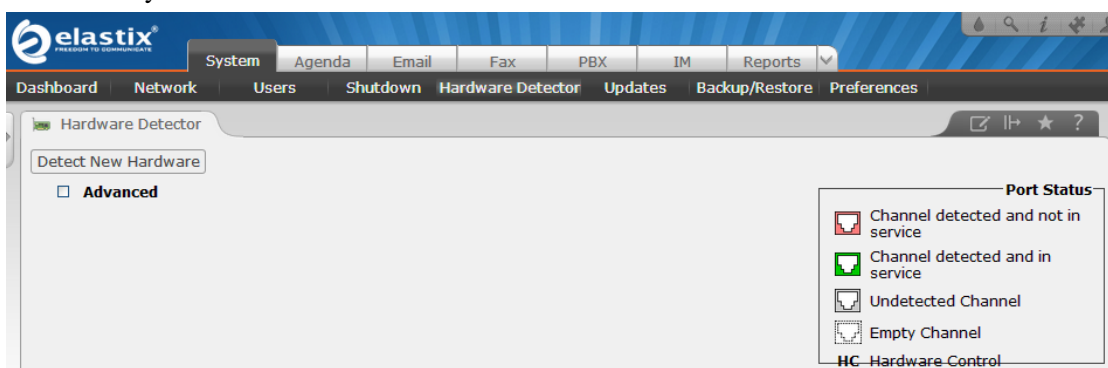 elastix®
FREEDOM TO COMMUNICATE
System Agenda Email Fax PBX IM Reports
Dashboard Network Users Shutdown Hardware Detector Updates Backup/Restore Preferences
Hardware Detector
Detect New Hardware
Advanced
Port Status
Channel detected and not in
service
Channel detected and in
service
Undetected Channel
Empty Channel
HC Hardware Control